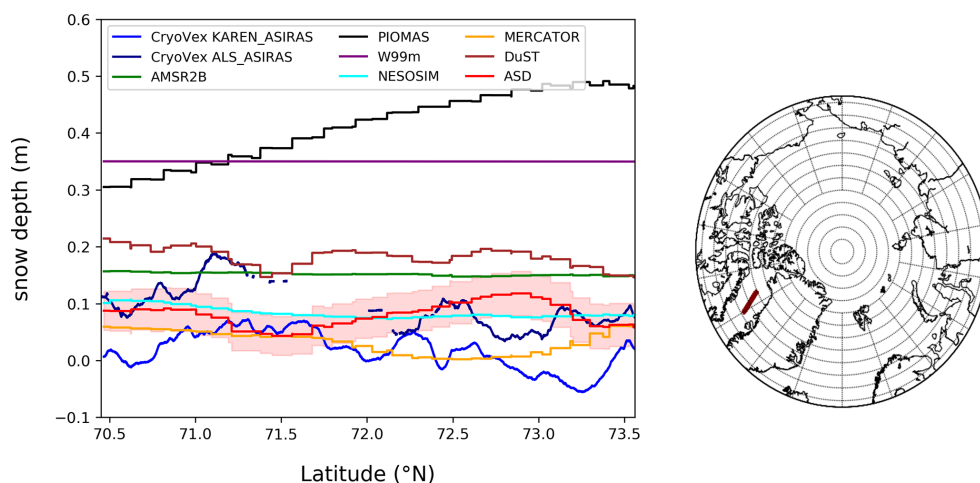 0.6
0.5
0.4
0.3
0.2
0.1
0.0
−0.1
snow depth (m)
CryoVex KAREN_ASIRAS
CryoVex ALS_ASIRAS
AMSR2B
PIOMAS
W99m
NESOSIM
MERCATOR
DuST
ASD
70.5 71.0 71.5 72.0 72.5 73.0 73.5
Latitude (°N)